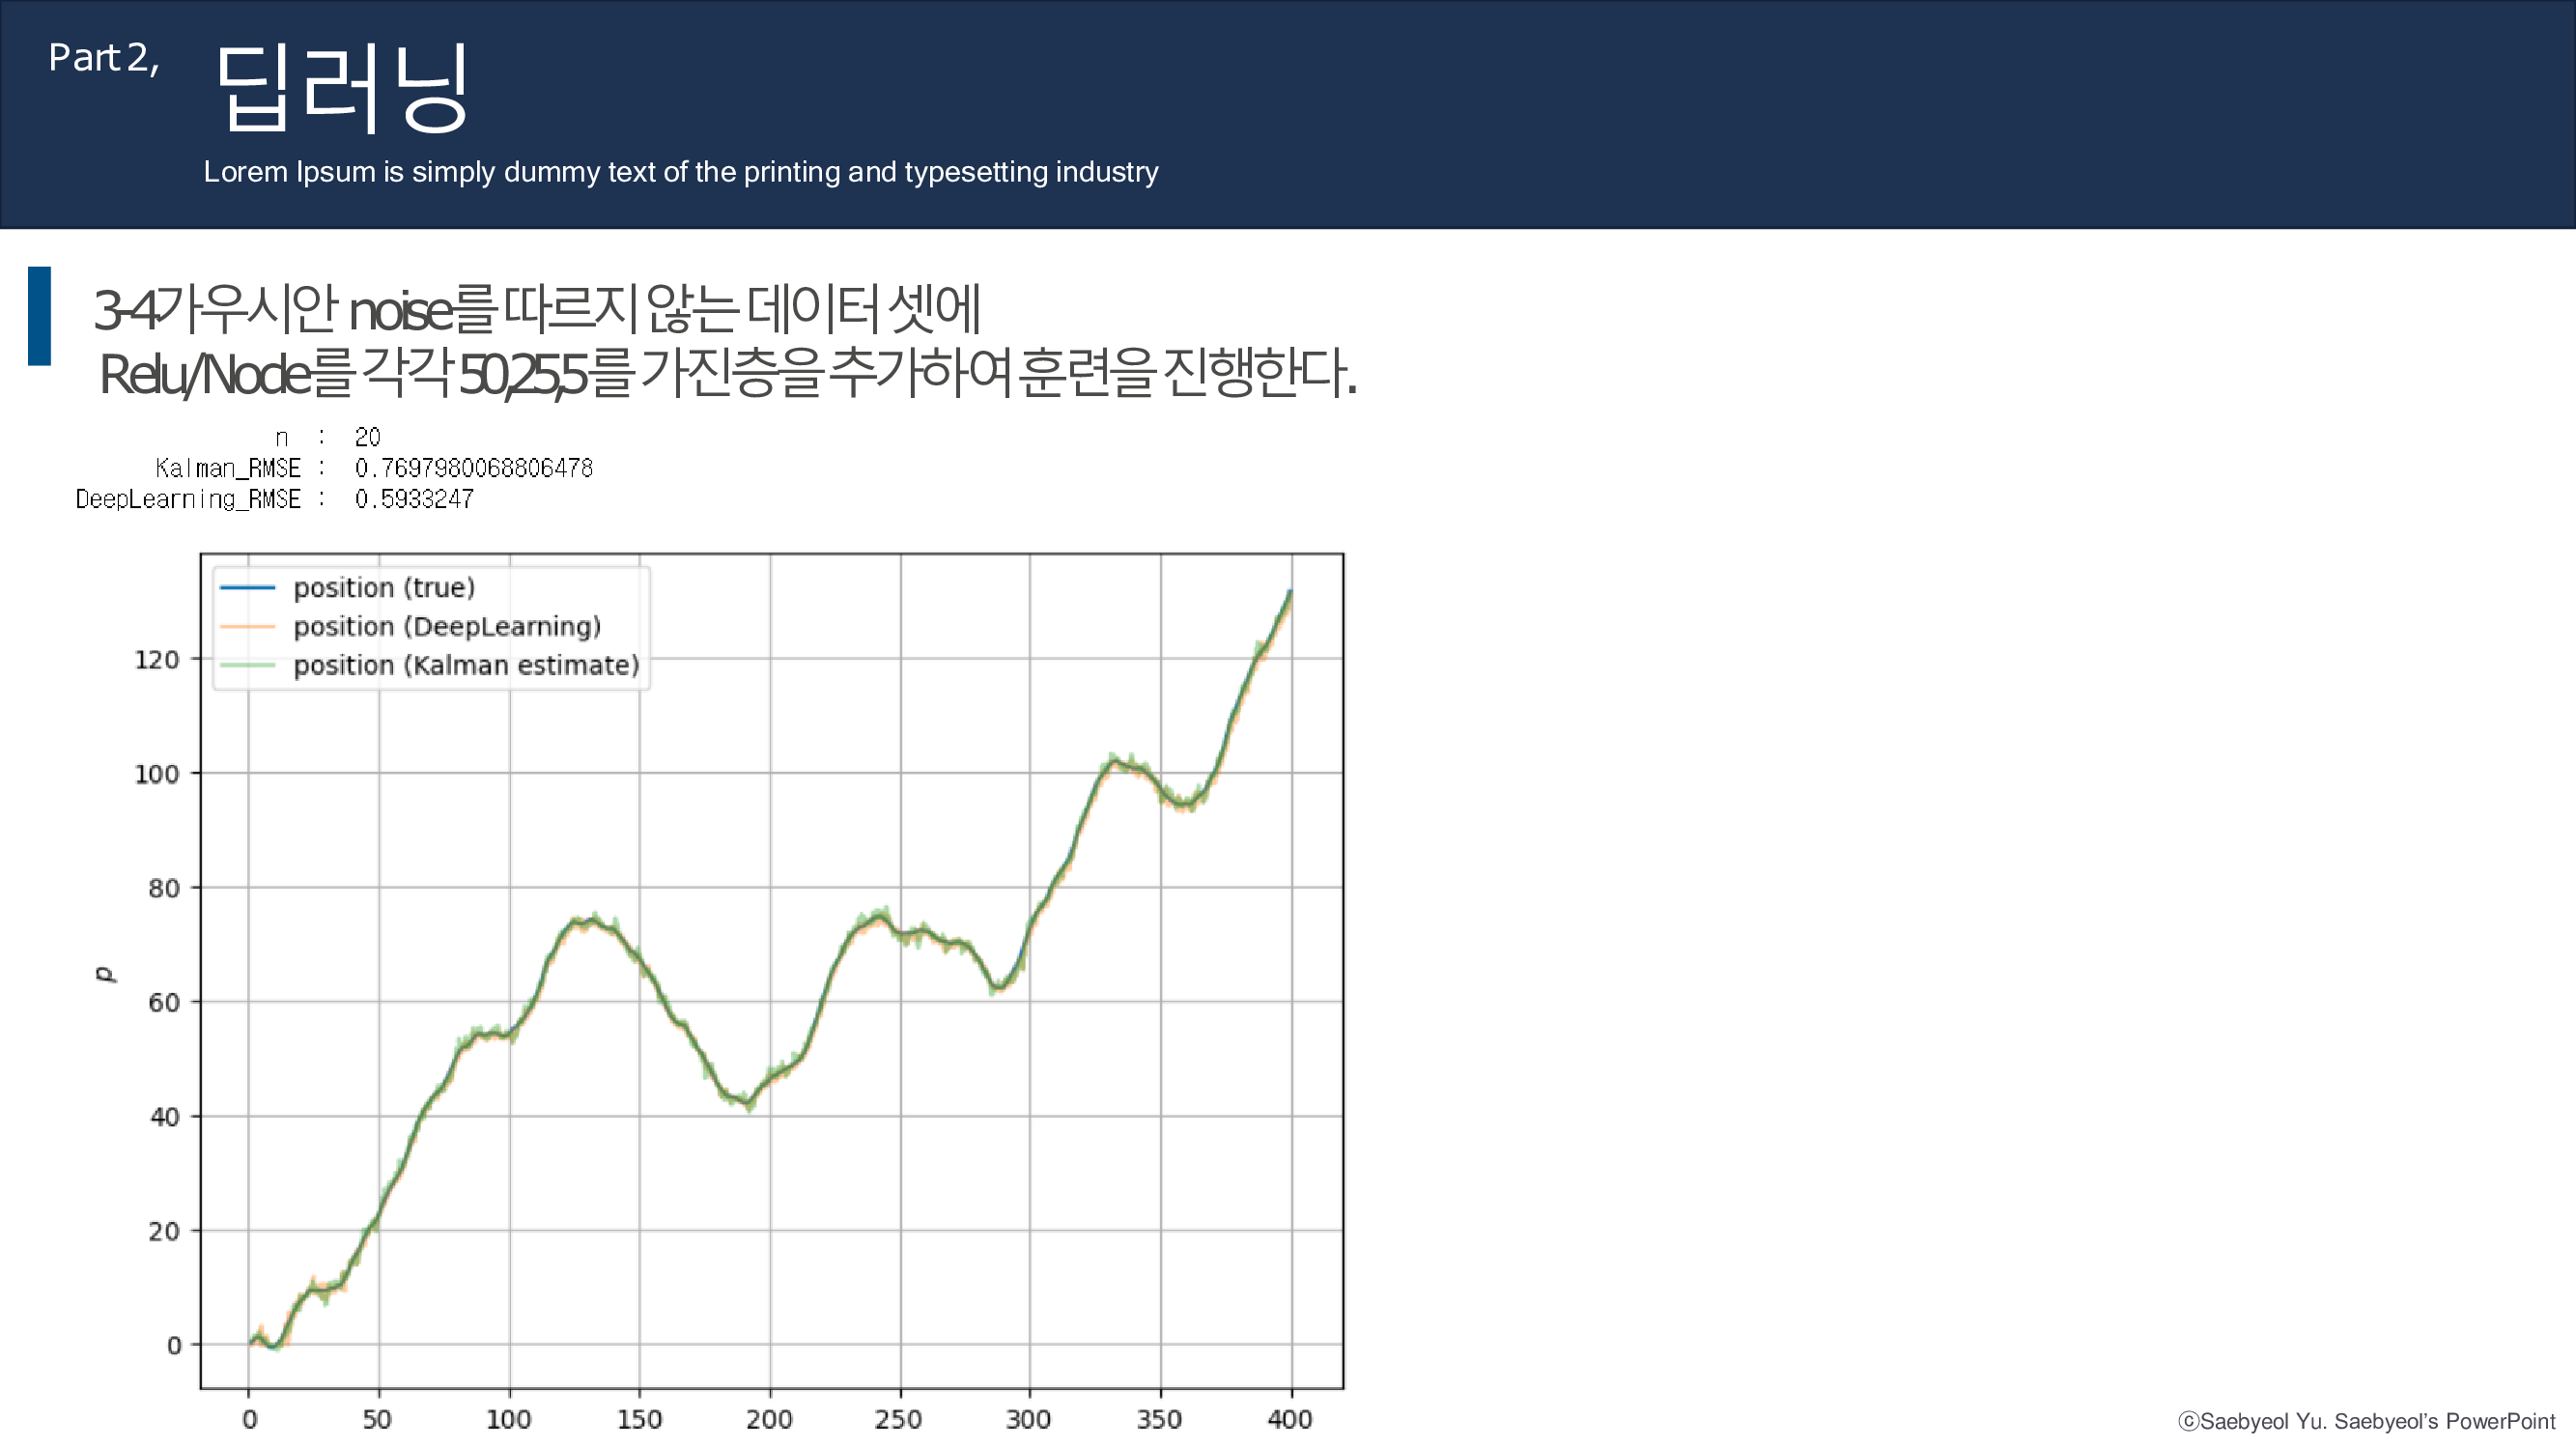 Part 2,
딥러닝
Lorem Ipsum is simply dummy text of the printing and typesetting industry
3-4가우시안 noise를 따르지 않는 데이터 셋에
Relu/Node를 각각 50,25,5 를 가진층을 추가하여 훈련을 진행한다.
n : 20
Kalman_RMSE : 0.7697980068806478
DeepLearning_RMSE : 0.5933247
position (true)
position (DeepLearning)
position (Kalman estimate)
120
100
80
60
40
20
0
p
0 50 100 150 200 250 300 350 400
ⓒSaebyeol Yu. Saebyeol’s PowerPoint